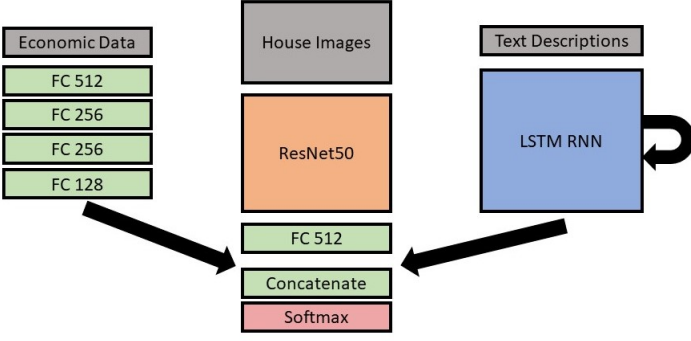 Economic Data
FC 512
FC 256
FC 256
FC 128
House Images
ResNet50
FC 512
Concatenate
Softmax
Text Descriptions
LSTM RNN